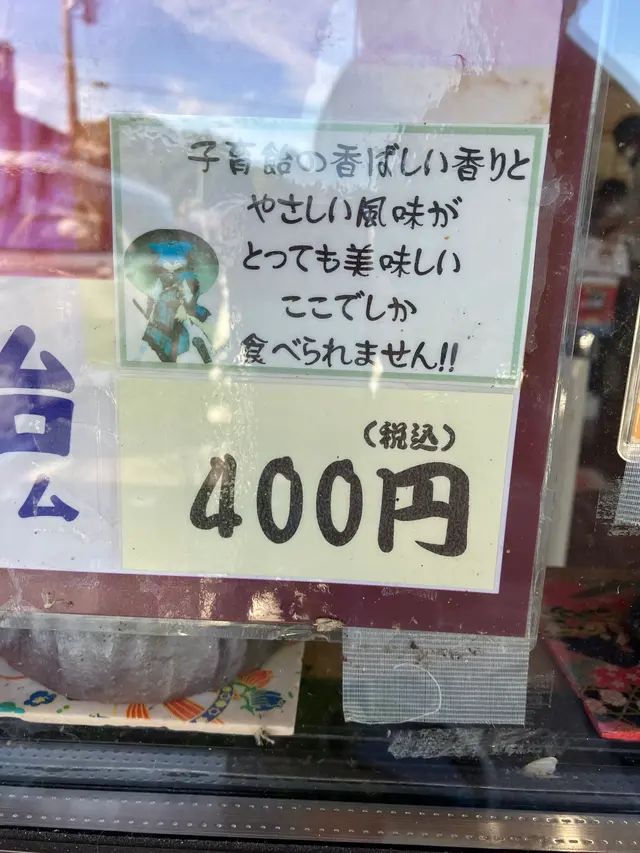 子育飴の香ばしい香りと
やさしい風味が
とっても美味しい
ここでしか
食べられません!!
(税込)
400円
ム